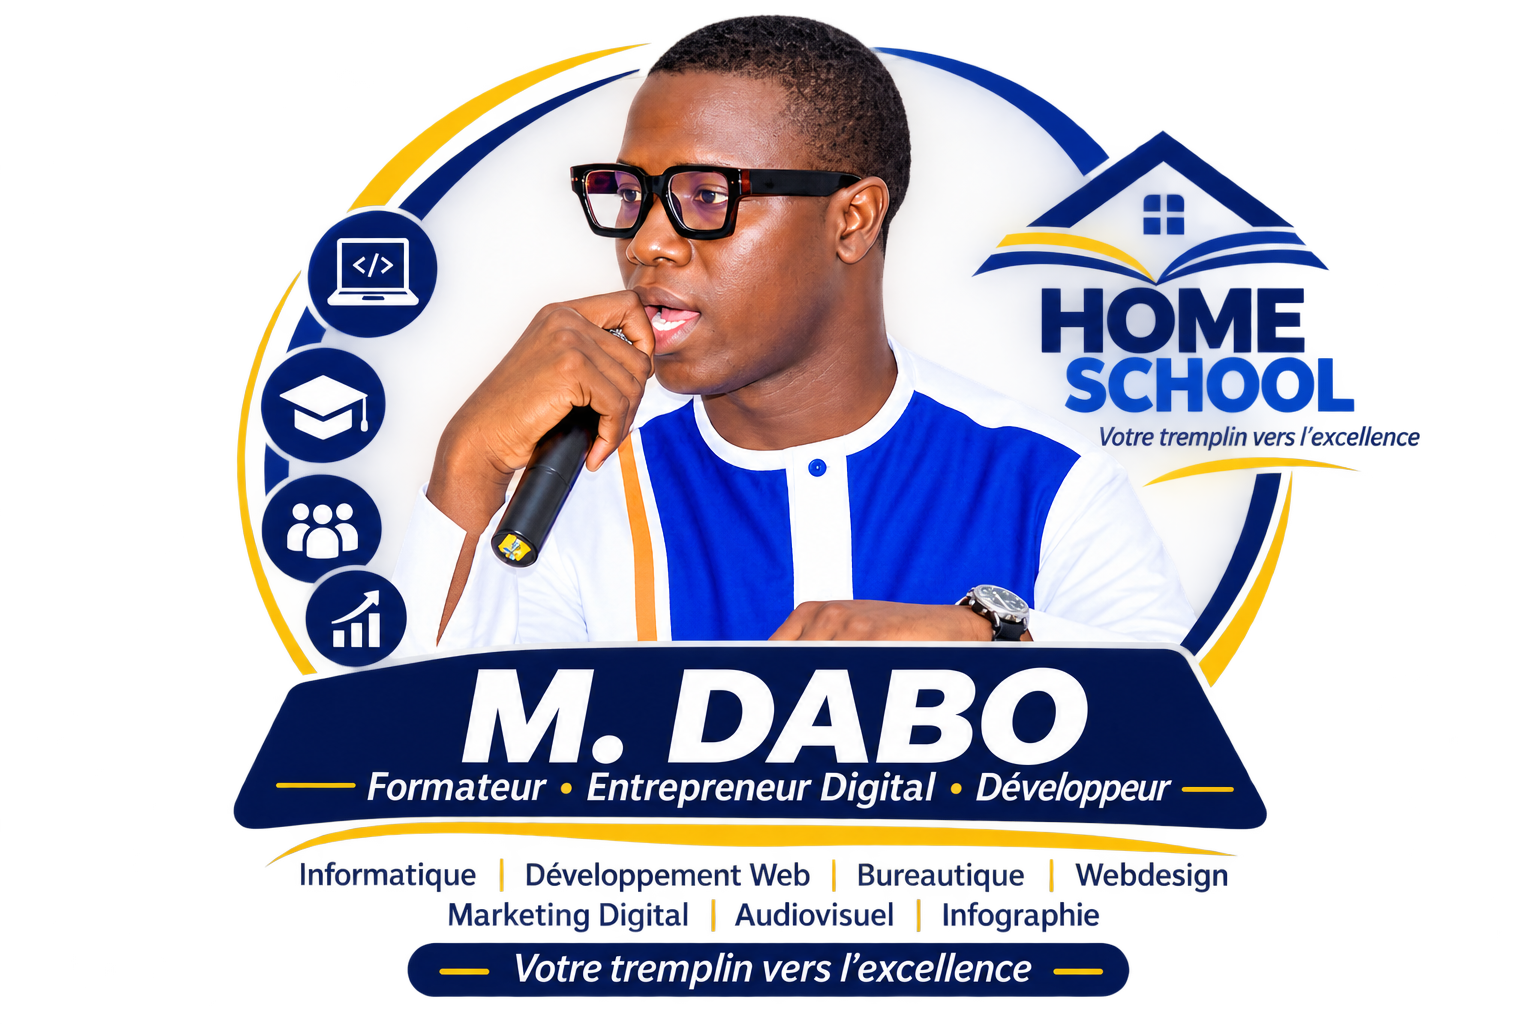 HOME
SCHOOL
Votre tremplin vers l’excellence
M. DABO
Formateur • Entrepreneur Digital • Développeur
Informatique | Développement Web | Bureautique | Webdesign
Marketing Digital | Audiovisuel | Infographie
Votre tremplin vers l’excellence